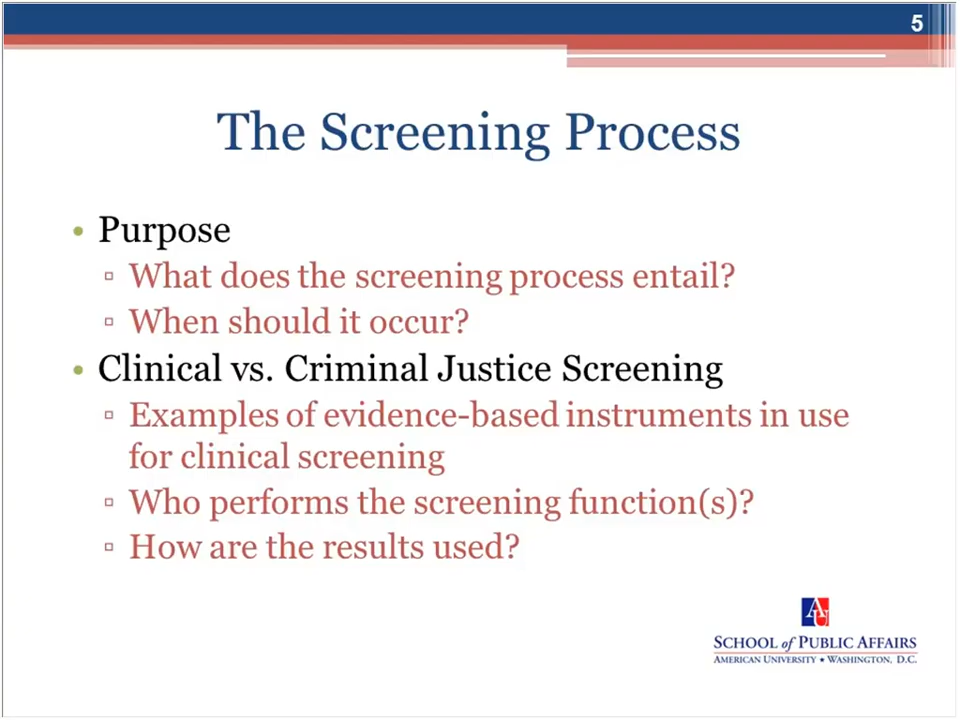 5
The Screening Process
• Purpose
▫ What does the screening process entail?
▫ When should it occur?
• Clinical vs. Criminal Justice Screening
▫ Examples of evidence-based instruments in use
for clinical screening
▫ Who performs the screening function(s)?
▫ How are the results used?
AU
SCHOOL of PUBLIC AFFAIRS
AMERICAN UNIVERSITY • WASHINGTON, D.C.